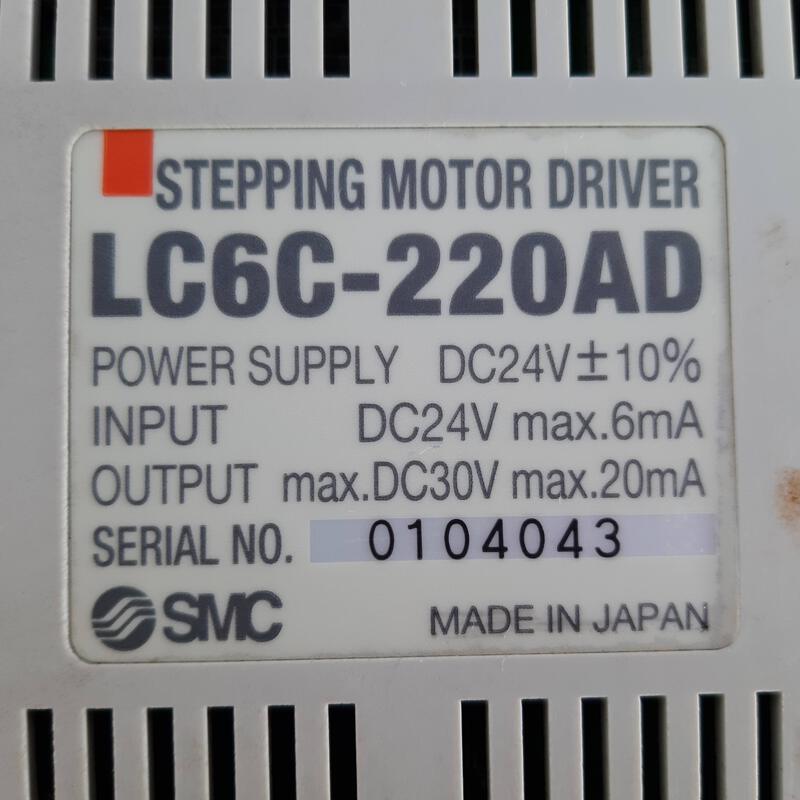 STEPPING MOTOR DRIVER
LC6C-220AD
POWER SUPPLY DC24V±10%
INPUT DC24V max.6mA
OUTPUT max.DC30V max.20mA
SERIAL NO. 0104043
SMC MADE IN JAPAN